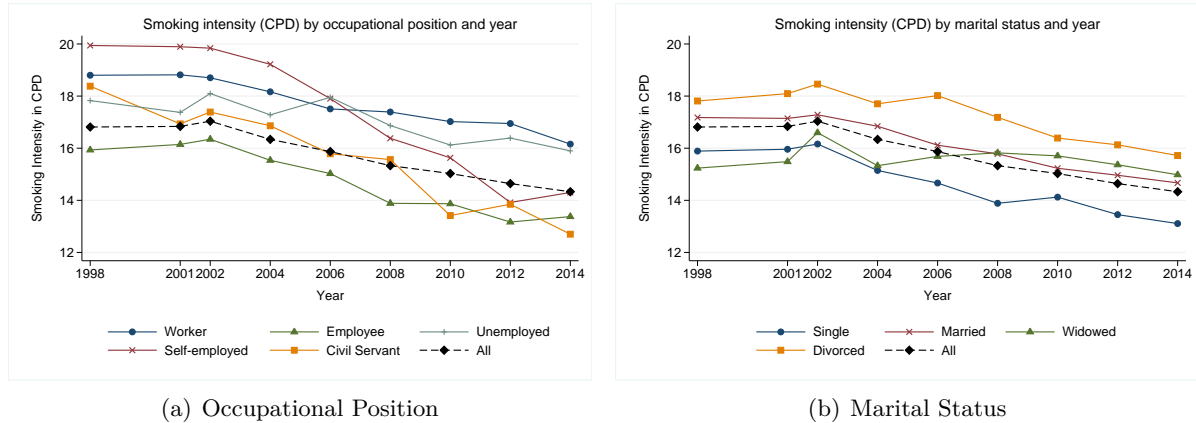 Smoking intensity (CPD) by occupational position and year
20
18
16
14
12
Smoking Intensity in CPD
1998 2001 2002 2004 2006 2008 2010 2012 2014
Year
Worker Employee Unemployed
Self-employed Civil Servant All
(a) Occupational Position
Smoking intensity (CPD) by marital status and year
20
18
16
14
12
Smoking Intensity in CPD
1998 2001 2002 2004 2006 2008 2010 2012 2014
Year
Single Married Widowed
Divorced All
(b) Marital Status